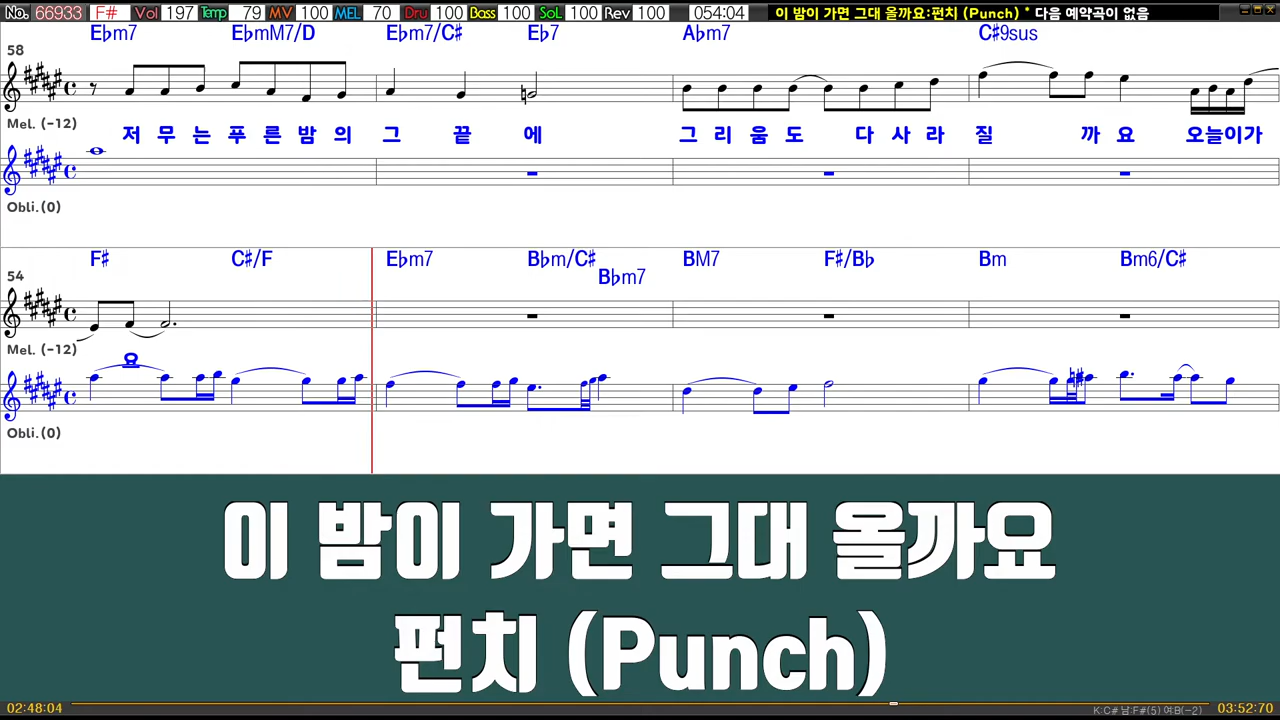 No. 66933 F# Vol 197 Temp 79 MV 100 MEL 70 Dru 100 Bass 100 SoL 100 Rev 100 054:04 이 밤이 가면 그대 올까요:펀치 (Punch) * 다음 예약곡이 없음
E♭m7 E♭mM7/D E♭m7/C# E♭7 A♭m7 C#9sus
58
Mel. (-12)
저 무 는 푸 른 밤 의 그 끝 에 그 리 움 도 다 사 라 질 까 요 오늘이가
Obli.(0)
F# C#/F E♭m7 B♭m/C# B♭m7 BM7 F#/B♭ Bm Bm6/C#
54
Mel. (-12)
요
Obli.(0)
이 밤이 가면 그대 올까요
펀치 (Punch)
02:48:04 K:C# 남:F#(5) 여B(-2) 03:52:70